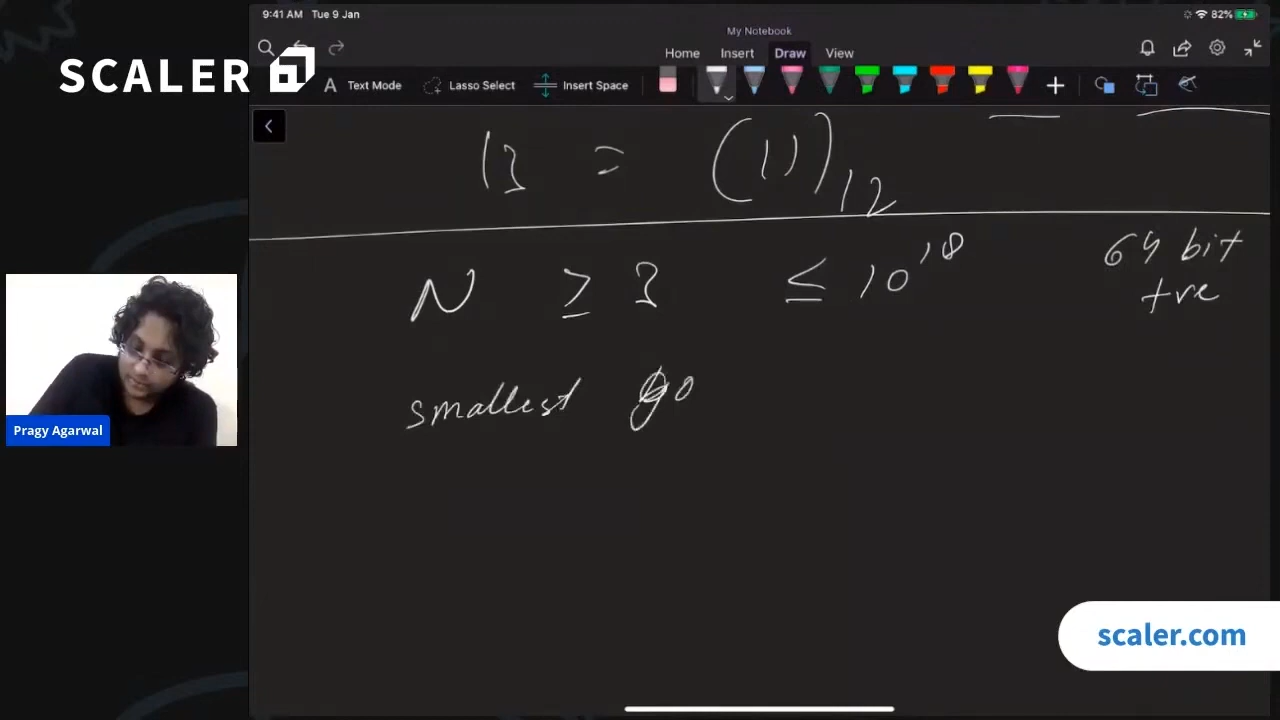 9:41 AM Tue 9 Jan
82%
My Notebook
Home Insert Draw View
SCALER
Text Mode Lasso Select Insert Space
13 = (11)12
N ≥ 3 ≤ 10^18
64 bit
+ve
smallest go
Pragy Agarwal
scaler.com